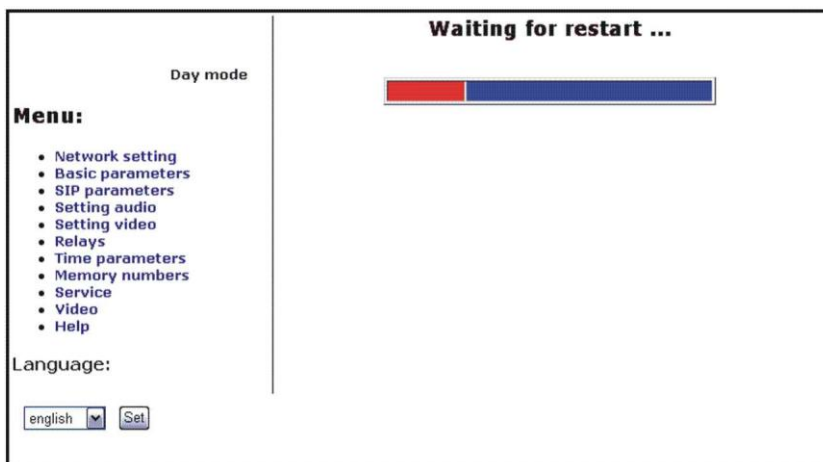 Waiting for restart ...
Day mode
Menu:
Network setting
Basic parameters
SIP parameters
Setting audio
Setting video
Relays
Time parameters
Memory numbers
Service
Video
Help
Language:
english Set